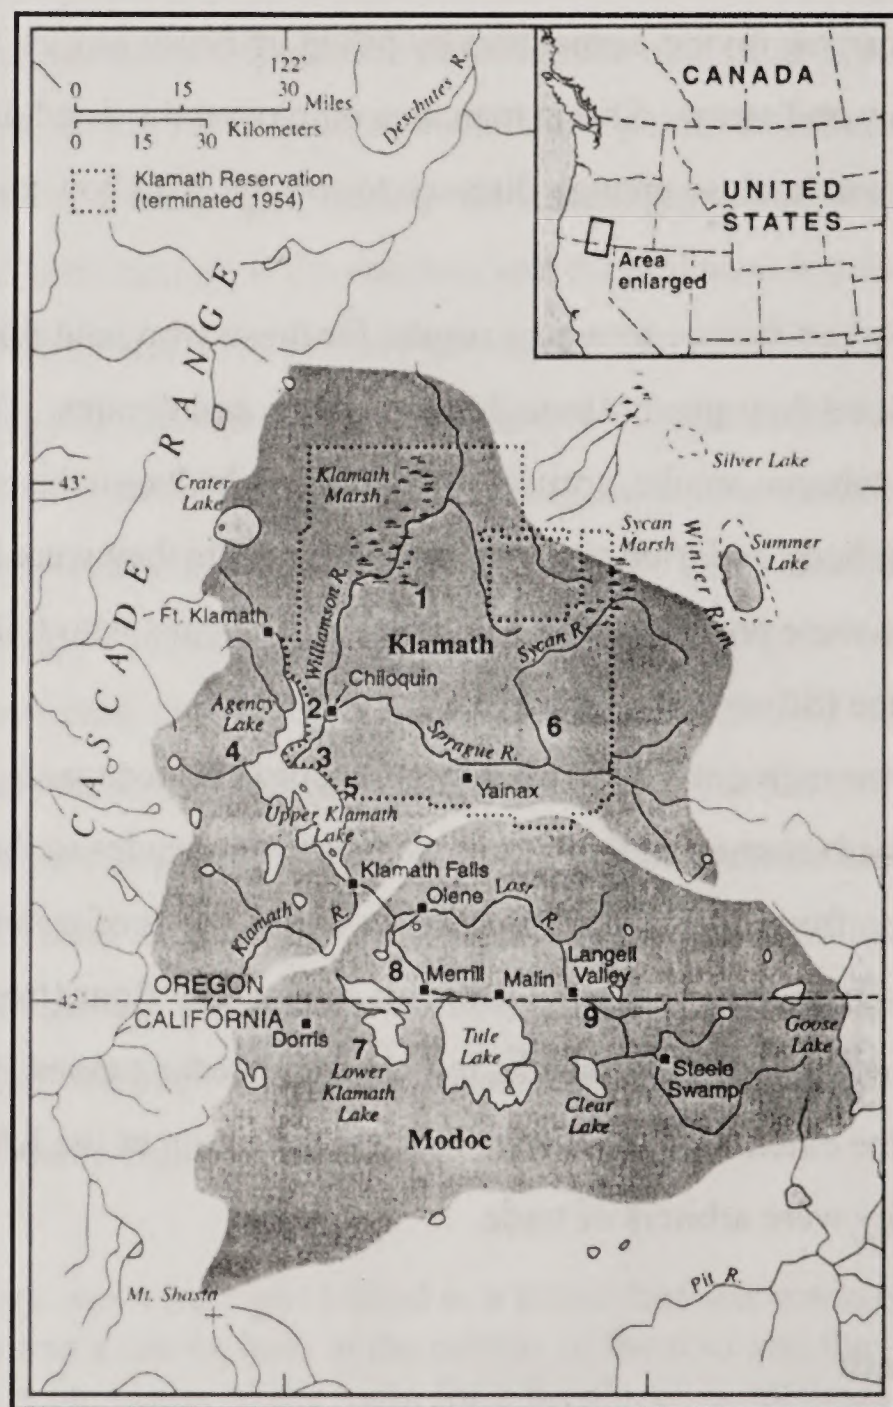 122°
0 15 30 Miles
0 15 30 Kilometers
Klamath Reservation
(terminated 1954)
Deschutes R.
CANADA
UNITED
STATES
Area
enlarged
CASCADE RANGE
43°
Crater
Lake
Klamath
Marsh
Silver Lake
Sycan
Marsh
Winter Rim
Summer
Lake
Williamson R.
1
Klamath
Ft. Klamath
Sycan R.
Chiloquin
2
Agency
Lake
4
3
Sprague R.
6
5
Yainax
Upper Klamath
Lake
Klamath Falls
Olene
Lost
R.
Klamath
R.
8
Merrill
Malin
Langell
Valley
OREGON
42°
CALIFORNIA
Dorris
7
Lower
Klamath
Lake
Tule
Lake
9
Goose
Lake
Steele
Swamp
Clear
Lake
Modoc
Mt. Shasta
Pit R.